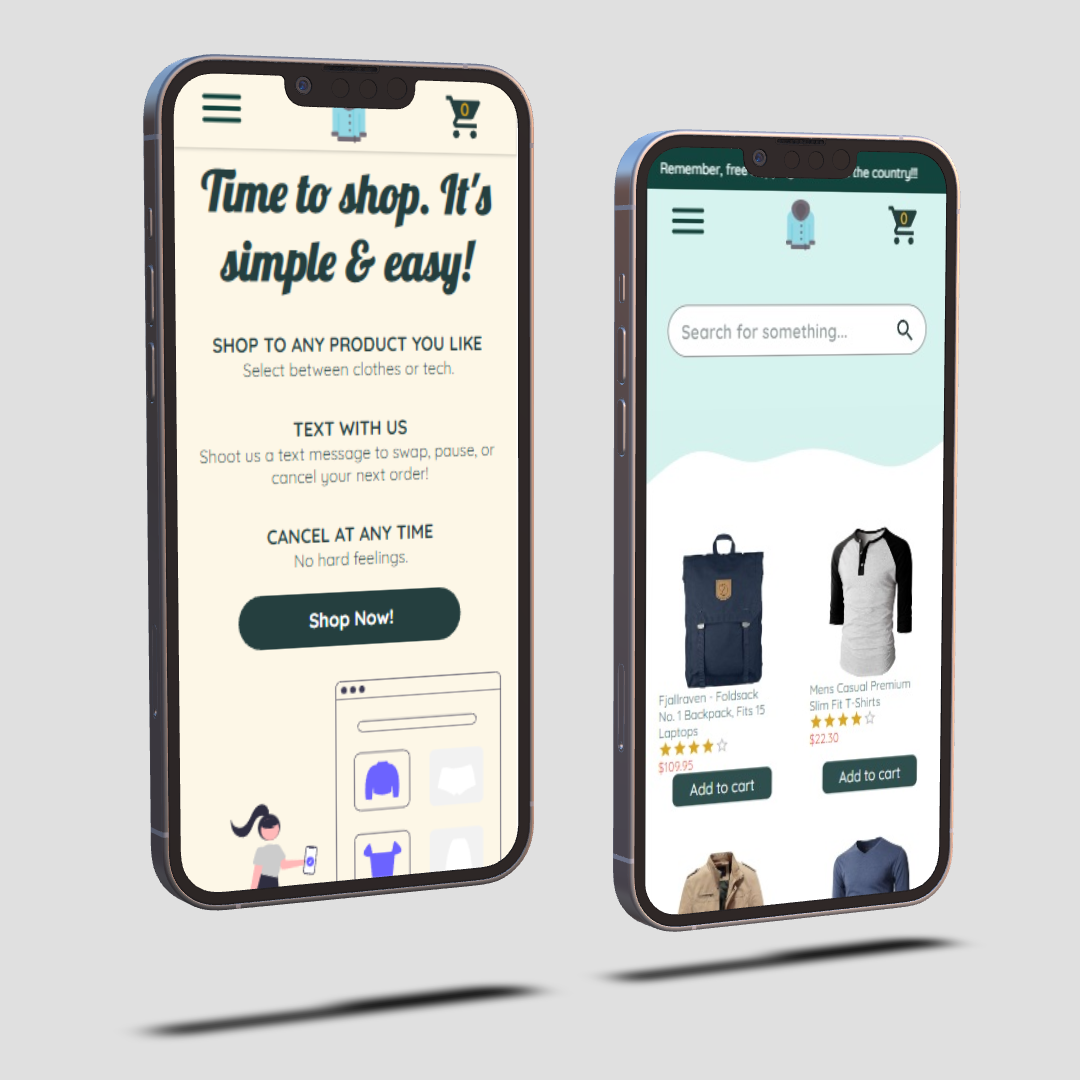 0
Time to shop. It's
simple & easy!
SHOP TO ANY PRODUCT YOU LIKE
Select between clothes or tech.
TEXT WITH US
Shoot us a text message to swap, pause, or
cancel your next order!
CANCEL AT ANY TIME
No hard feelings.
Shop Now!
Remember, free the country!!!
0
Search for something...
Fjallraven - Foldsack
No. 1 Backpack, Fits 15
Laptops
$109.95
Add to cart
Mens Casual Premium
Slim Fit T-Shirts
$22.30
Add to cart